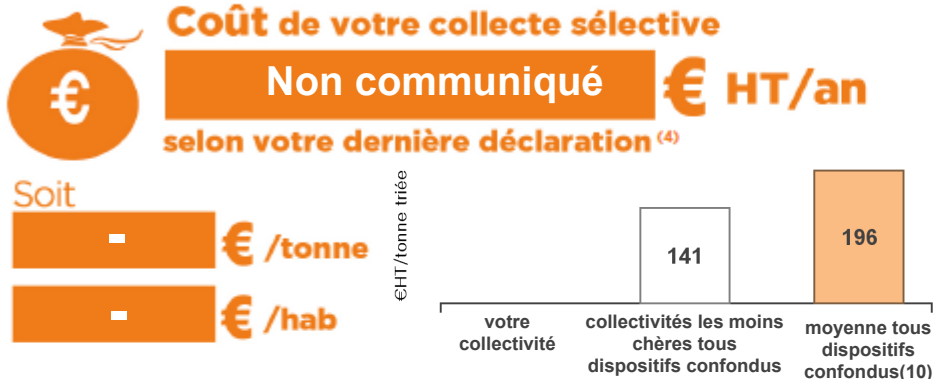 Coût de votre collecte sélective
€
Non communiqué € HT/an
selon votre dernière déclaration (4)
Soit
- € /tonne
- € /hab
€HT/tonne triée
141
196
votre
collectivité
collectivités les moins
chères tous
dispositifs confondus
moyenne tous
dispositifs
confondus(10)